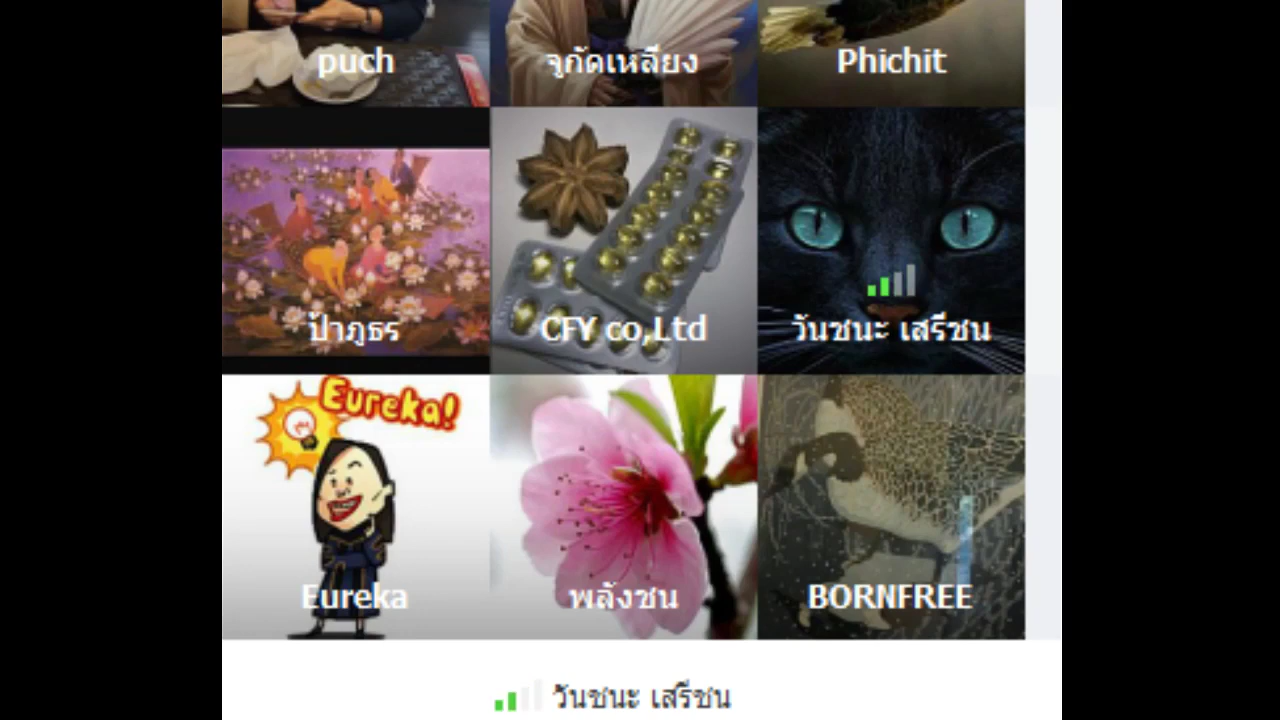 puch
จูกัดเหลียง
Phichit
ป้าภูธร
CFY co,Ltd
วันชนะ เสรีชน
Eureka!
Eureka
พลังชน
BORNFREE
วันชนะ เสรีชน